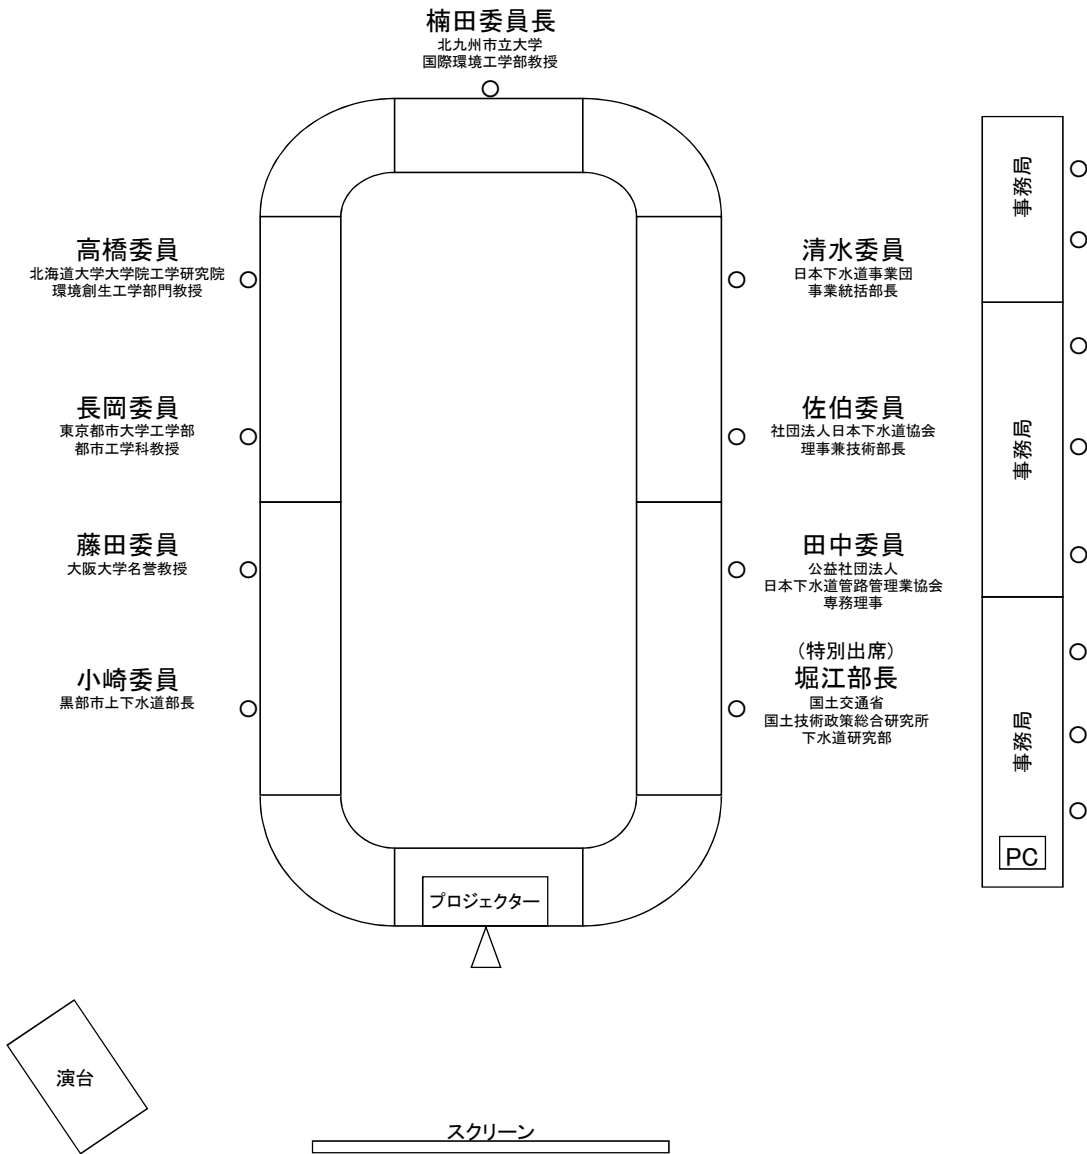 楠田委員長
北九州市立大学
国際環境工学部教授
高橋委員
北海道大学大学院工学研究院
環境創生工学部門教授
長岡委員
東京都市大学工学部
都市工学科教授
藤田委員
大阪大学名誉教授
小崎委員
黒部市上下水道部長
清水委員
日本下水道事業団
事業統括部長
佐伯委員
社団法人日本下水道協会
理事兼技術部長
田中委員
公益社団法人
日本下水道管路管理業協会
専務理事
（特別出席）
堀江部長
国土交通省
国土技術政策総合研究所
下水道研究部
事務局
事務局
事務局
PC
プロジェクター
演台
スクリーン